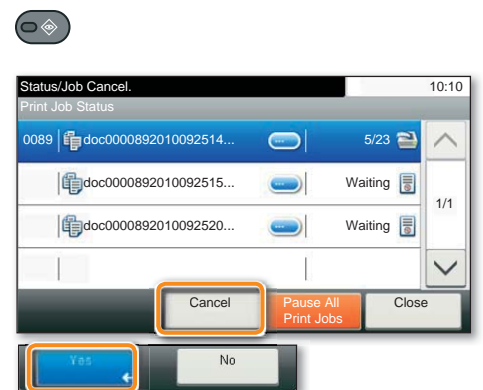 Status/Job Cancel. 10:10
Print Job Status
0089 doc0000892010092514... ... 5/23
doc0000892010092515... ... Waiting
1/1
doc0000892010092520... ... Waiting
Cancel Pause All Print Jobs Close
Yes No